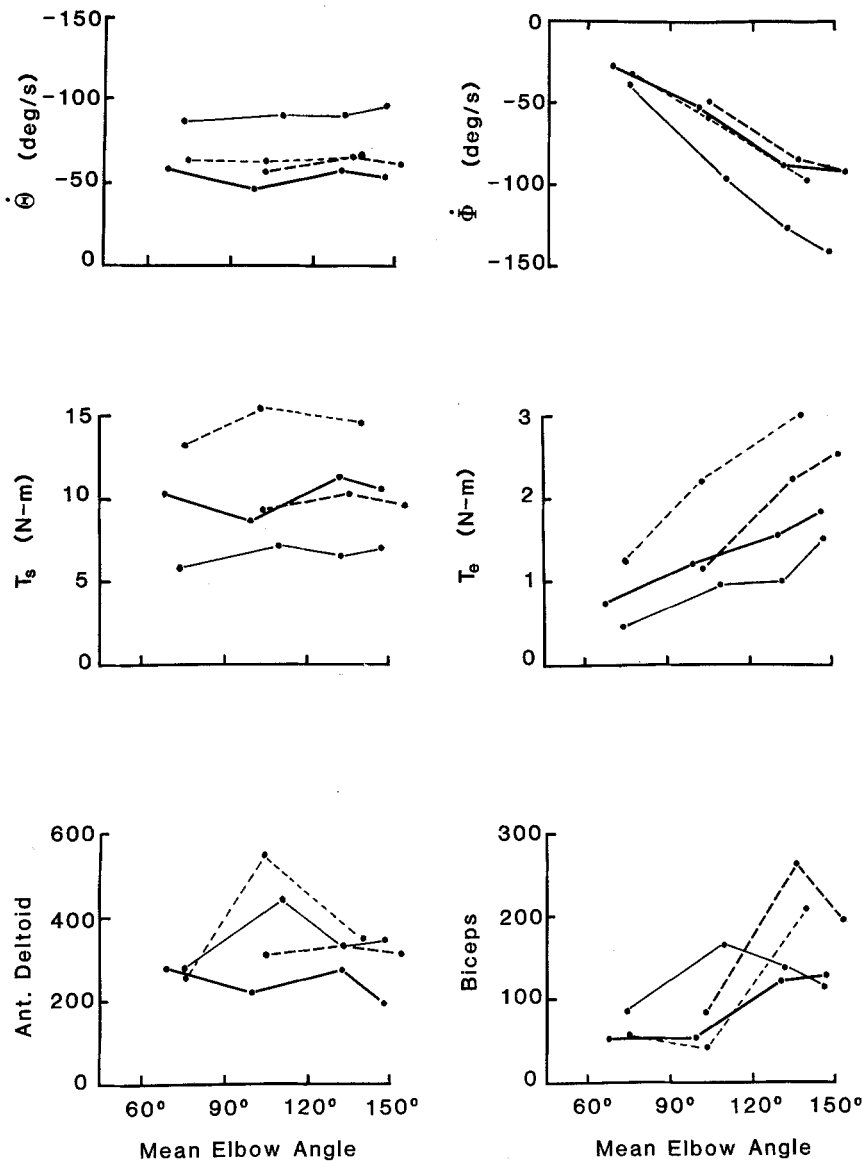 -150
-100
-50
0
Θ̇ (deg/s)
0
-50
-100
-150
Φ̇ (deg/s)
15
10
5
0
Ts (N-m)
3
2
1
0
Te (N-m)
600
400
200
0
Ant. Deltoid
60° 90° 120° 150°
Mean Elbow Angle
300
200
100
0
Biceps
60° 90° 120° 150°
Mean Elbow Angle